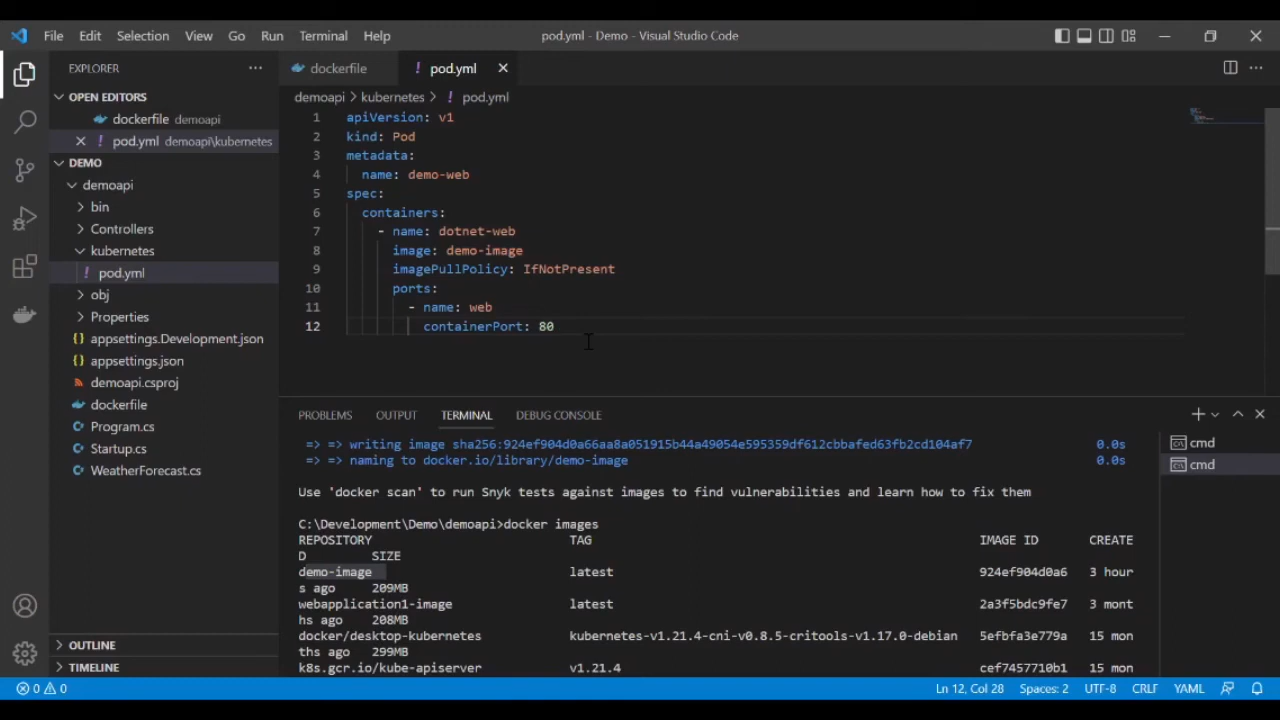 File Edit Selection View Go Run Terminal Help pod.yml - Demo - Visual Studio Code
EXPLORER
OPEN EDITORS
dockerfile demoapi
pod.yml demoapi\kubernetes
DEMO
demoapi
bin
Controllers
kubernetes
pod.yml
obj
Properties
appsettings.Development.json
appsettings.json
demoapi.csproj
dockerfile
Program.cs
Startup.cs
WeatherForecast.cs
OUTLINE
TIMELINE
dockerfile pod.yml
demoapi > kubernetes > pod.yml
1 apiVersion: v1
2 kind: Pod
3 metadata:
4 name: demo-web
5 spec:
6 containers:
7 - name: dotnet-web
8 image: demo-image
9 imagePullPolicy: IfNotPresent
10 ports:
11 - name: web
12 containerPort: 80
PROBLEMS OUTPUT TERMINAL DEBUG CONSOLE
=> => writing image sha256:924ef904d0a66aa8a051915b44a49054e595359df612cbbafed63fb2cd104af7 0.0s
=> => naming to docker.io/library/demo-image 0.0s
Use 'docker scan' to run Snyk tests against images to find vulnerabilities and learn how to fix them
C:\Development\Demo\demoapi>docker images
REPOSITORY TAG IMAGE ID CREATE
D SIZE
demo-image latest 924ef904d0a6 3 hour
s ago 209MB
webapplication1-image latest 2a3f5bdc9fe7 3 mont
hs ago 208MB
docker/desktop-kubernetes kubernetes-v1.21.4-cni-v0.8.5-critools-v1.17.0-debian 5efbfa3e779a 15 mon
ths ago 299MB
k8s.gcr.io/kube-apiserver v1.21.4 cef7457710b1 15 mon
cmd
cmd
0 0 Ln 12, Col 28 Spaces: 2 UTF-8 CRLF YAML